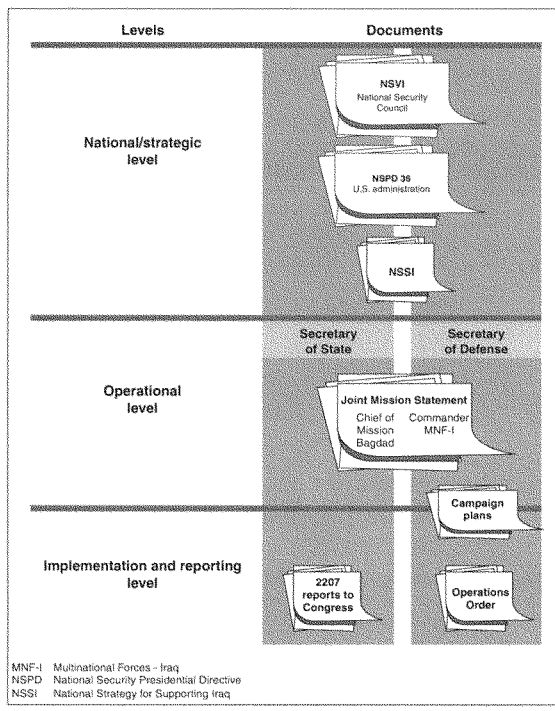 Levels
Documents
National/strategic
level
NSVI
National Security
Council
NSPD 36
U.S. administration
NSSI
Secretary
of State
Secretary
of Defense
Operational
level
Joint Mission Statement
Chief of
Mission
Bagdad
Commander
MNF-I
Campaign
plans
Implementation and reporting
level
2207
reports to
Congress
Operations
Order
MNF-I Multinational Forces - Iraq
NSPD National Security Presidential Directive
NSSI National Strategy for Supporting Iraq